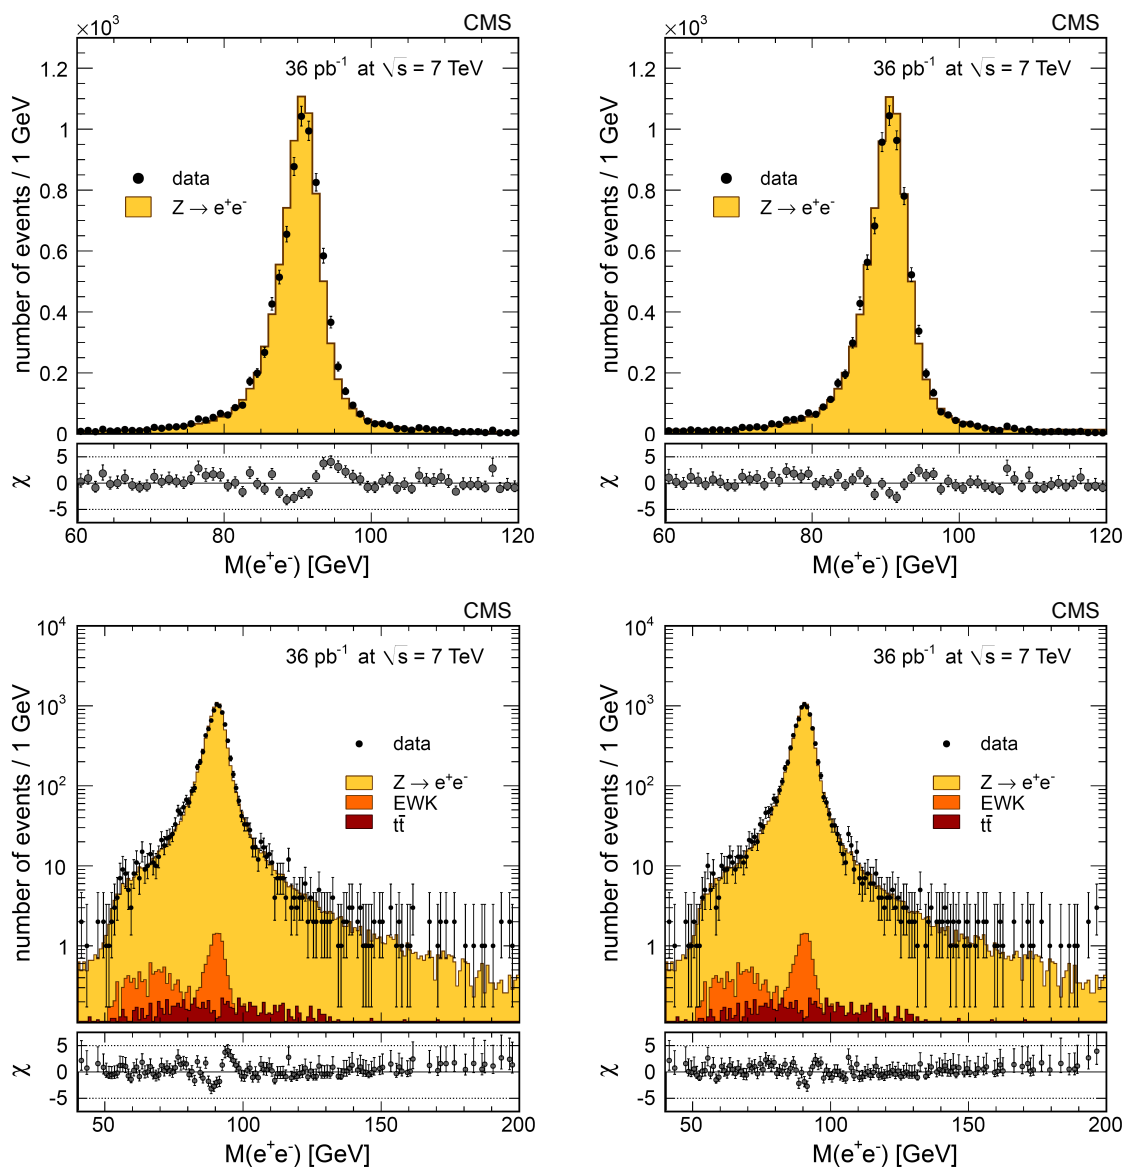 ×10³ CMS
36 pb⁻¹ at √s = 7 TeV
number of events / 1 GeV
1.2
1
0.8
0.6
0.4
0.2
0
data
Z → e⁺e⁻
χ
5
0
-5
60 80 100 120
M(e⁺e⁻) [GeV]
×10³ CMS
36 pb⁻¹ at √s = 7 TeV
number of events / 1 GeV
1.2
1
0.8
0.6
0.4
0.2
0
data
Z → e⁺e⁻
χ
5
0
-5
60 80 100 120
M(e⁺e⁻) [GeV]
CMS
36 pb⁻¹ at √s = 7 TeV
number of events / 1 GeV
10⁴
10³
10²
10
1
data
Z → e⁺e⁻
EWK
tt̄
χ
5
0
-5
50 100 150 200
M(e⁺e⁻) [GeV]
CMS
36 pb⁻¹ at √s = 7 TeV
number of events / 1 GeV
10⁴
10³
10²
10
1
data
Z → e⁺e⁻
EWK
tt̄
χ
5
0
-5
50 100 150 200
M(e⁺e⁻) [GeV]